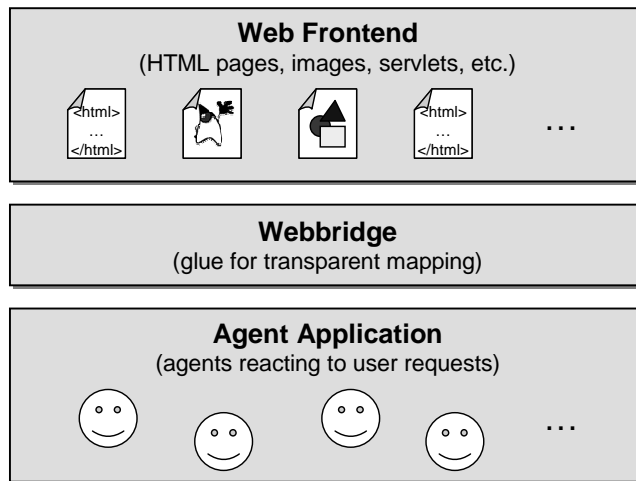 Web Frontend
(HTML pages, images, servlets, etc.)
<html>
...
</html>
<html>
...
</html>
...
Webbridge
(glue for transparent mapping)
Agent Application
(agents reacting to user requests)
...